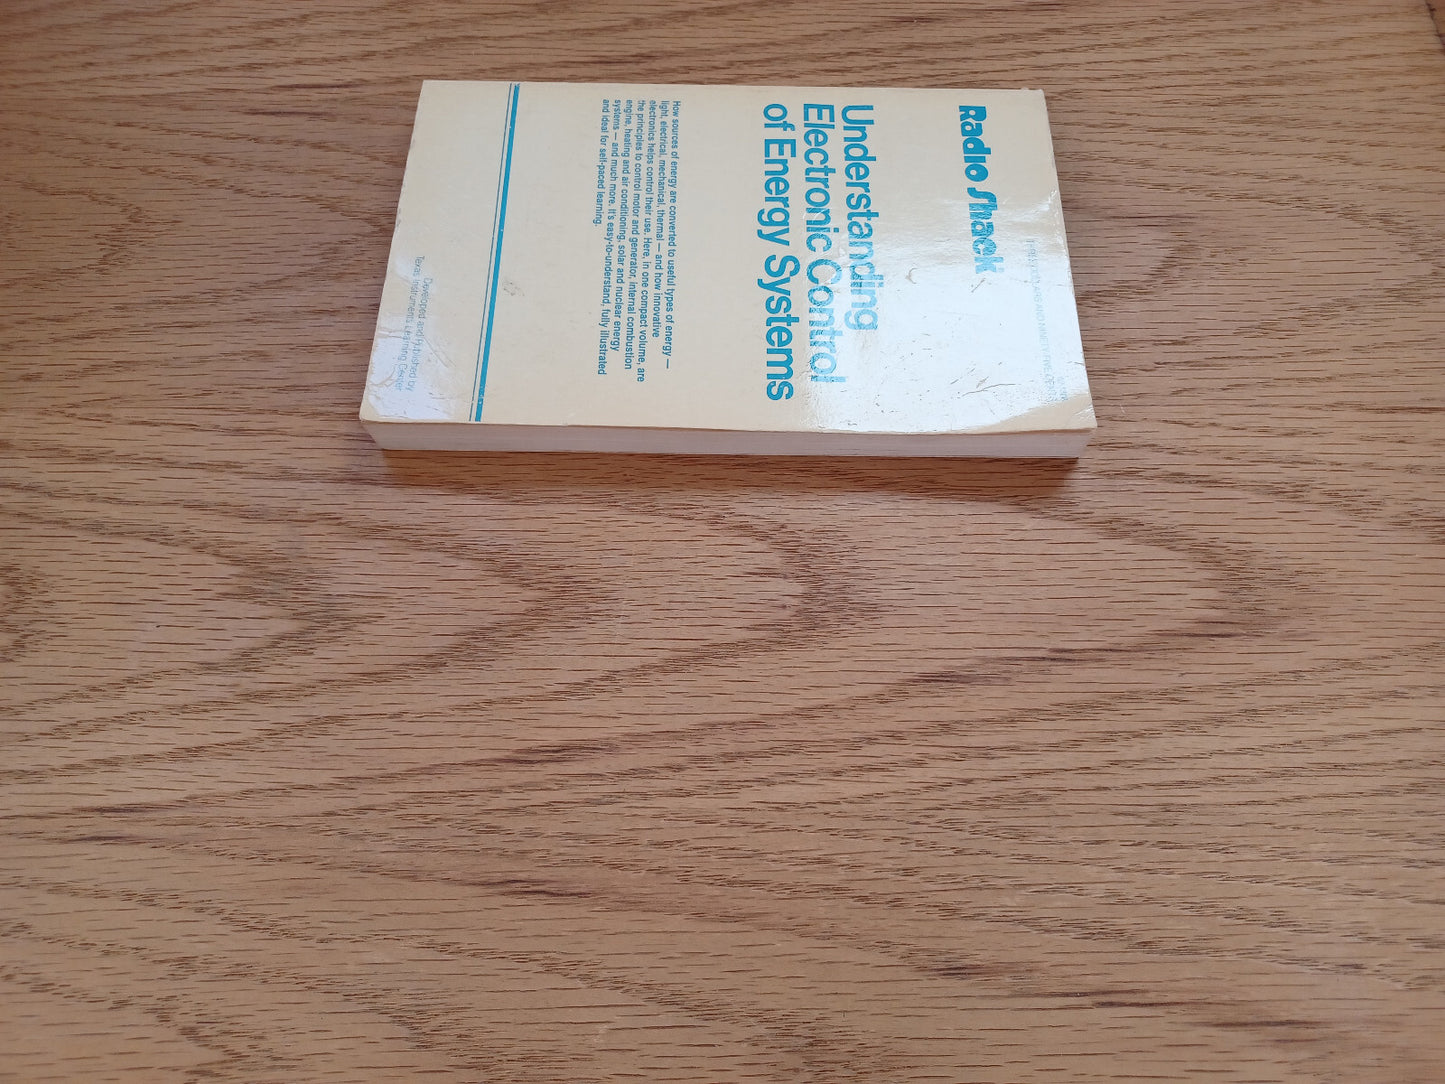 Radio Shack
Understanding
Electronic Control
of Energy Systems
How sources of energy are converted to useful types of energy —
light, electrical, mechanical, thermal — and how innovative
electronics helps control their use. Here, in one compact volume, are
the principles to control motor and generator, internal combustion
engine, heating and air conditioning, solar and nuclear energy
systems — and much more. It's easy-to-understand, fully illustrated
and ideal for self-paced learning.
Developed and Published by
Texas Instruments Learning Center